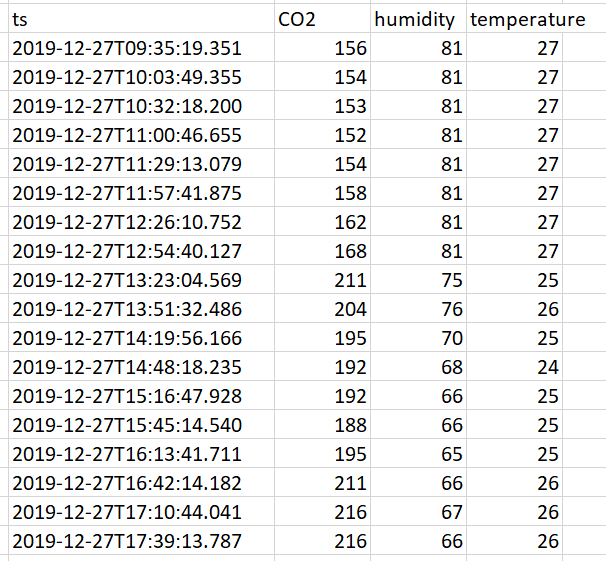 ts CO2 humidity temperature
2019-12-27T09:35:19.351 156 81 27
2019-12-27T10:03:49.355 154 81 27
2019-12-27T10:32:18.200 153 81 27
2019-12-27T11:00:46.655 152 81 27
2019-12-27T11:29:13.079 154 81 27
2019-12-27T11:57:41.875 158 81 27
2019-12-27T12:26:10.752 162 81 27
2019-12-27T12:54:40.127 168 81 27
2019-12-27T13:23:04.569 211 75 25
2019-12-27T13:51:32.486 204 76 26
2019-12-27T14:19:56.166 195 70 25
2019-12-27T14:48:18.235 192 68 24
2019-12-27T15:16:47.928 192 66 25
2019-12-27T15:45:14.540 188 66 25
2019-12-27T16:13:41.711 195 65 25
2019-12-27T16:42:14.182 211 66 26
2019-12-27T17:10:44.041 216 67 26
2019-12-27T17:39:13.787 216 66 26